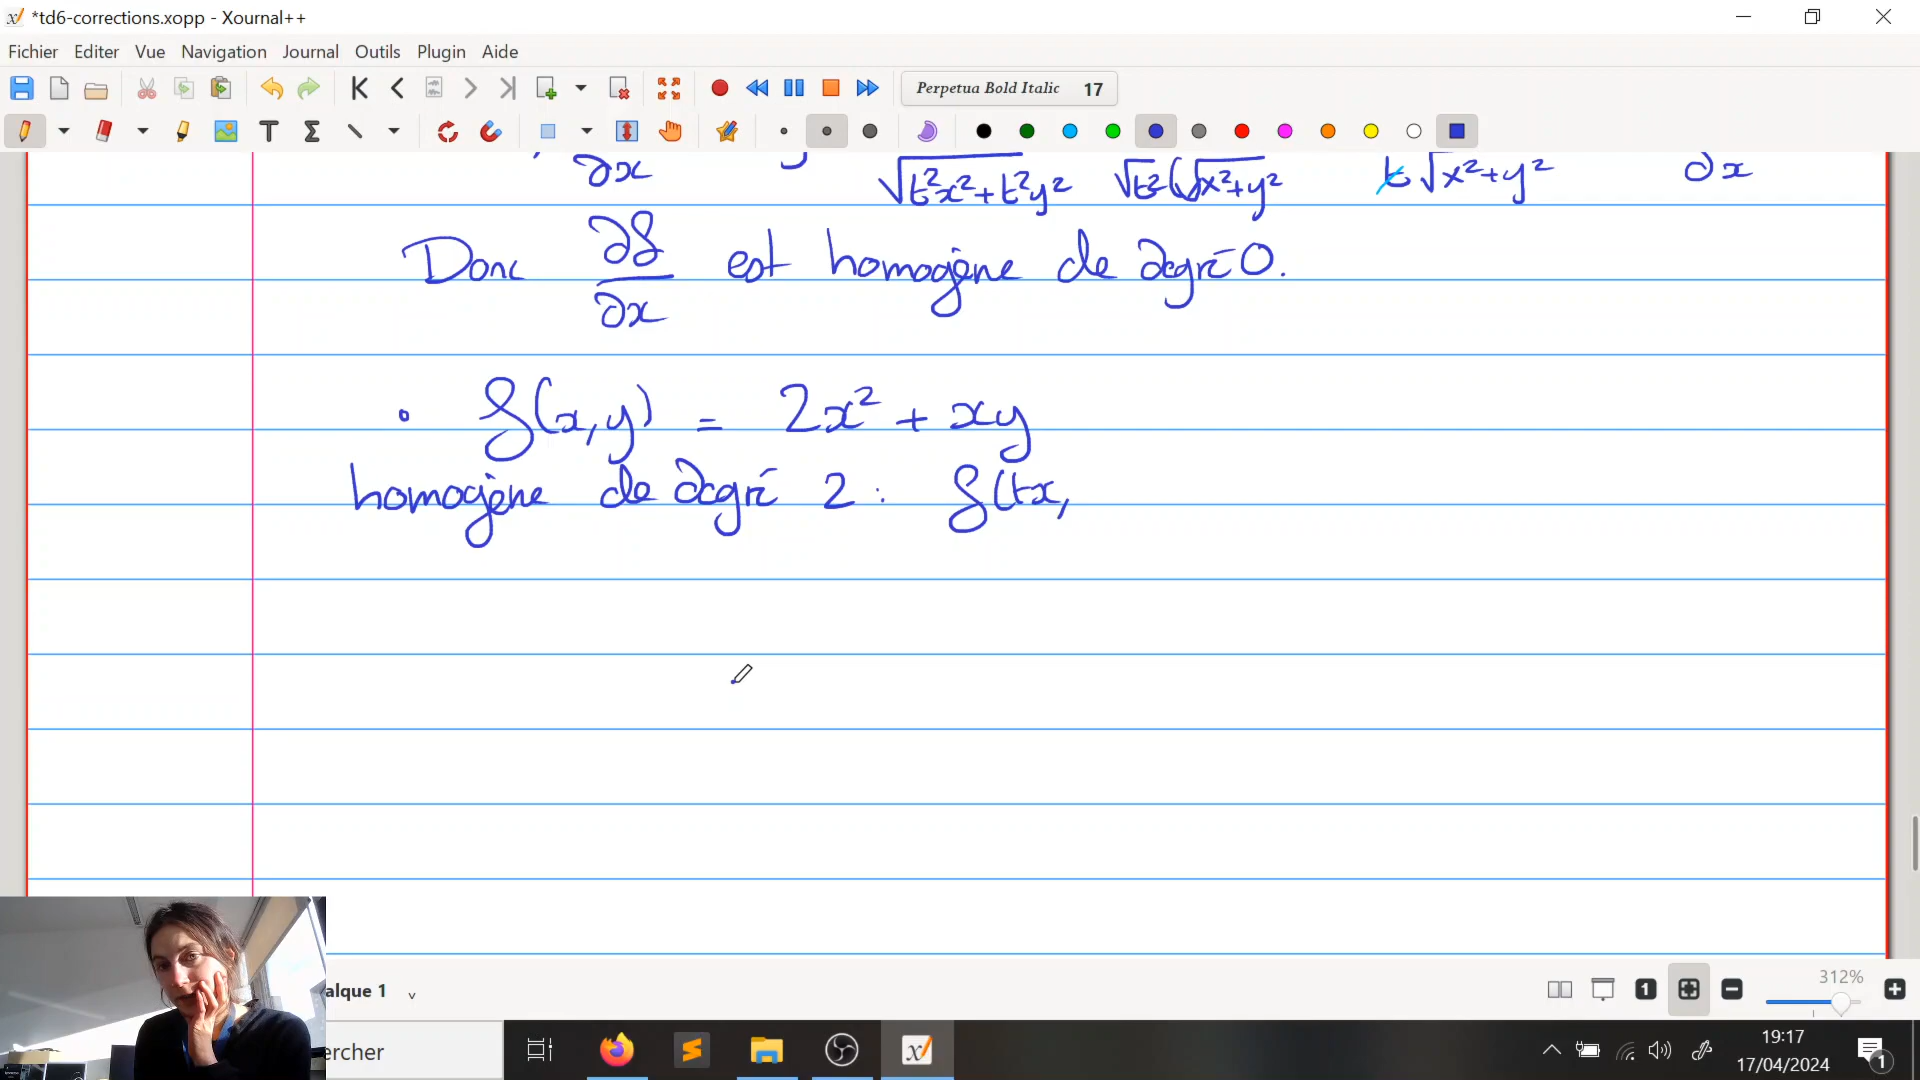 *td6-corrections.xopp - Xournal++
Fichier Editer Vue Navigation Journal Outils Plugin Aide
Perpetua Bold Italic 17
∂x √t²x²+t²y² √t²(√x²+y² t√x²+y² ∂x
Donc ∂f/∂x est homogène de degré 0.
• f(x,y) = 2x² + xy
homogène de degré 2 : f(tx,
alque 1
312%
ercher
19:17
17/04/2024
1